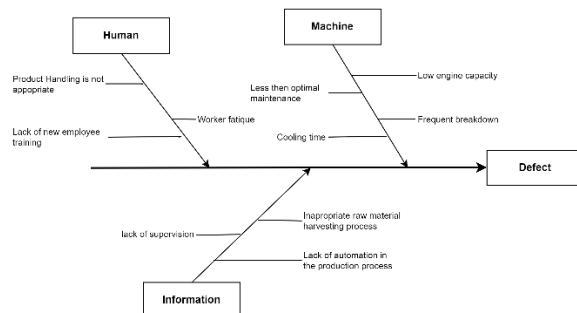 Human
Machine
Product Handling is not
appopriate
Low engine capacity
Less then optimal
maintenance
Worker fatique
Frequent breakdown
Lack of new employee
training
Cooling time
Defect
Inapropriate raw material
harvesting process
lack of supervision
Lack of automation in
the production process
Information